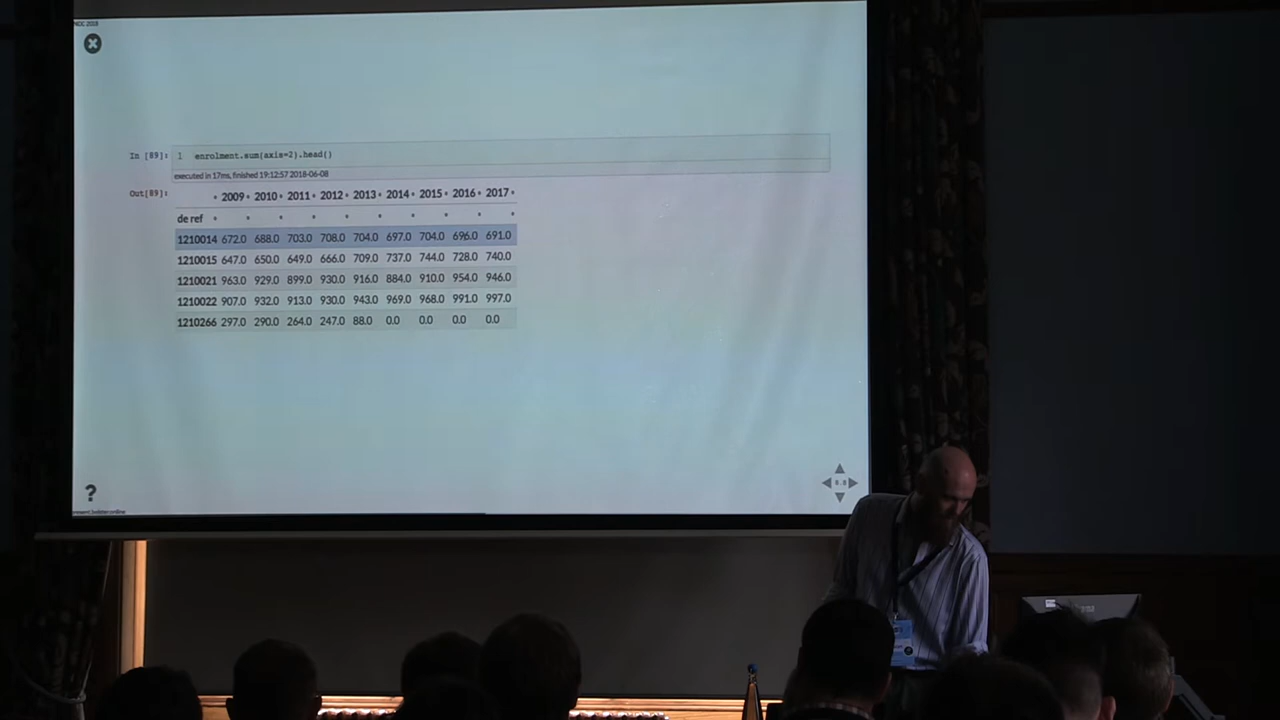 NIDC 2018
In [89]: 1 enrolment.sum(axis=2).head()
executed in 17ms, finished 19:12:57 2018-06-08
Out[89]:
2009 2010 2011 2012 2013 2014 2015 2016 2017
de ref
1210014 672.0 688.0 703.0 708.0 704.0 697.0 704.0 696.0 691.0
1210015 647.0 650.0 649.0 666.0 709.0 737.0 744.0 728.0 740.0
1210021 963.0 929.0 899.0 930.0 916.0 884.0 910.0 954.0 946.0
1210022 907.0 932.0 913.0 930.0 943.0 969.0 968.0 991.0 997.0
1210266 297.0 290.0 264.0 247.0 88.0 0.0 0.0 0.0 0.0
?
present.bolster.online